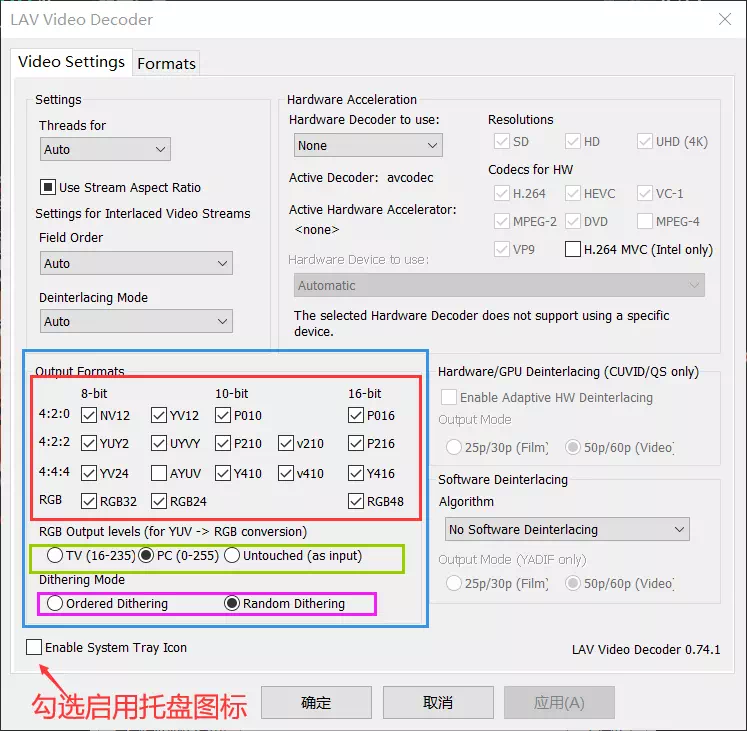 LAV Video Decoder
Video Settings
Formats
Settings
Threads for
Auto
Use Stream Aspect Ratio
Settings for Interlaced Video Streams
Field Order
Auto
Deinterlacing Mode
Auto
Hardware Acceleration
Hardware Decoder to use:
None
Active Decoder: avcodec
Active Hardware Accelerator:
<none>
Resolutions
SD HD UHD (4K)
Codecs for HW
H.264 HEVC VC-1
MPEG-2 DVD MPEG-4
VP9 H.264 MVC (Intel only)
Hardware Device to use:
Automatic
The selected Hardware Decoder does not support using a specific
device.
Output Formats
8-bit 10-bit 16-bit
4:2:0 NV12 YV12 P010 P016
4:2:2 YUY2 UYVY P210 v210 P216
4:4:4 YV24 AYUV Y410 v410 Y416
RGB RGB32 RGB24 RGB48
RGB Output levels (for YUV -> RGB conversion)
TV (16-235) PC (0-255) Untouched (as input)
Dithering Mode
Ordered Dithering Random Dithering
Hardware/GPU Deinterlacing (CUVID/QS only)
Enable Adaptive HW Deinterlacing
Output Mode
25p/30p (Film) 50p/60p (Video)
Software Deinterlacing
Algorithm
No Software Deinterlacing
Output Mode (YADIF only)
25p/30p (Film) 50p/60p (Video)
Enable System Tray Icon
LAV Video Decoder 0.74.1
勾选启用托盘图标
确定 取消 应用(A)